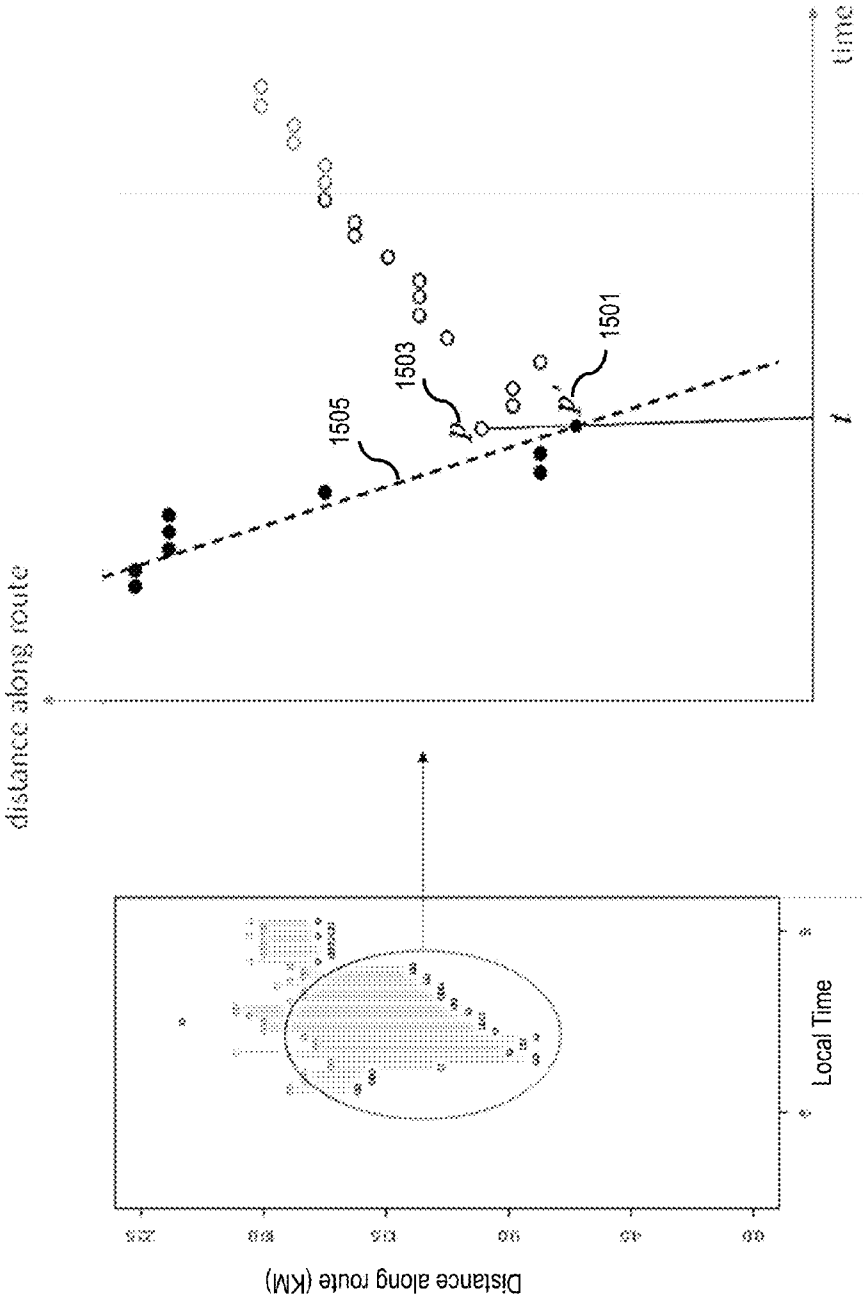 distance along route
1505
1503
p
1501
p'
t
time
Distance along route (KM)
Local Time